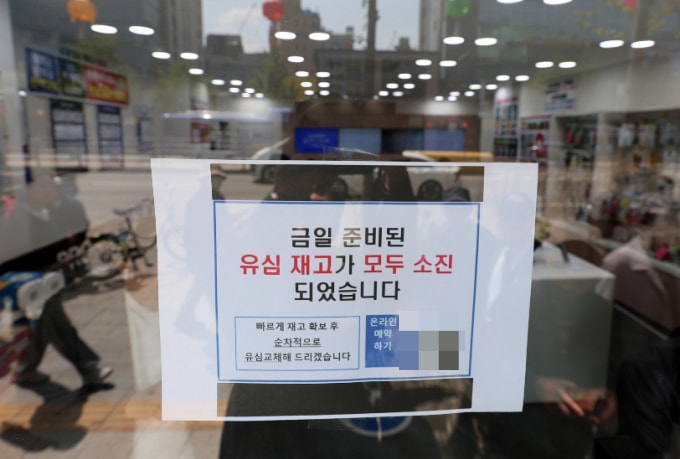 금일 준비된
유심 재고가 모두 소진
되었습니다
빠르게 재고 확보 후
순차적으로
유심교체해 드리겠습니다
온라인
예약
하기